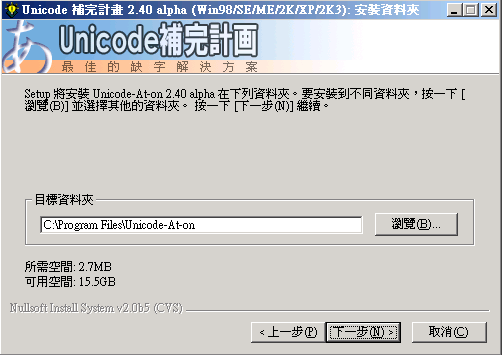 Unicode 補完計畫 2.40 alpha (Win98/SE/ME/2K/XP/2K3): 安裝資料夾
あ Unicode補完計画
最佳的缺字解決方案
Setup 將安裝 Unicode-At-on 2.40 alpha 在下列資料夾。要安裝到不同資料夾，按一下 [
瀏覽(B)] 並選擇其他的資料夾。 按一下 [下一步(N)] 繼續。
目標資料夾
C:\Program Files\Unicode-At-on
瀏覽(B)...
所需空間: 2.7MB
可用空間: 15.5GB
Nullsoft Install System v2.0b5 (CVS)
< 上一步(P) 下一步(N) > 取消(C)